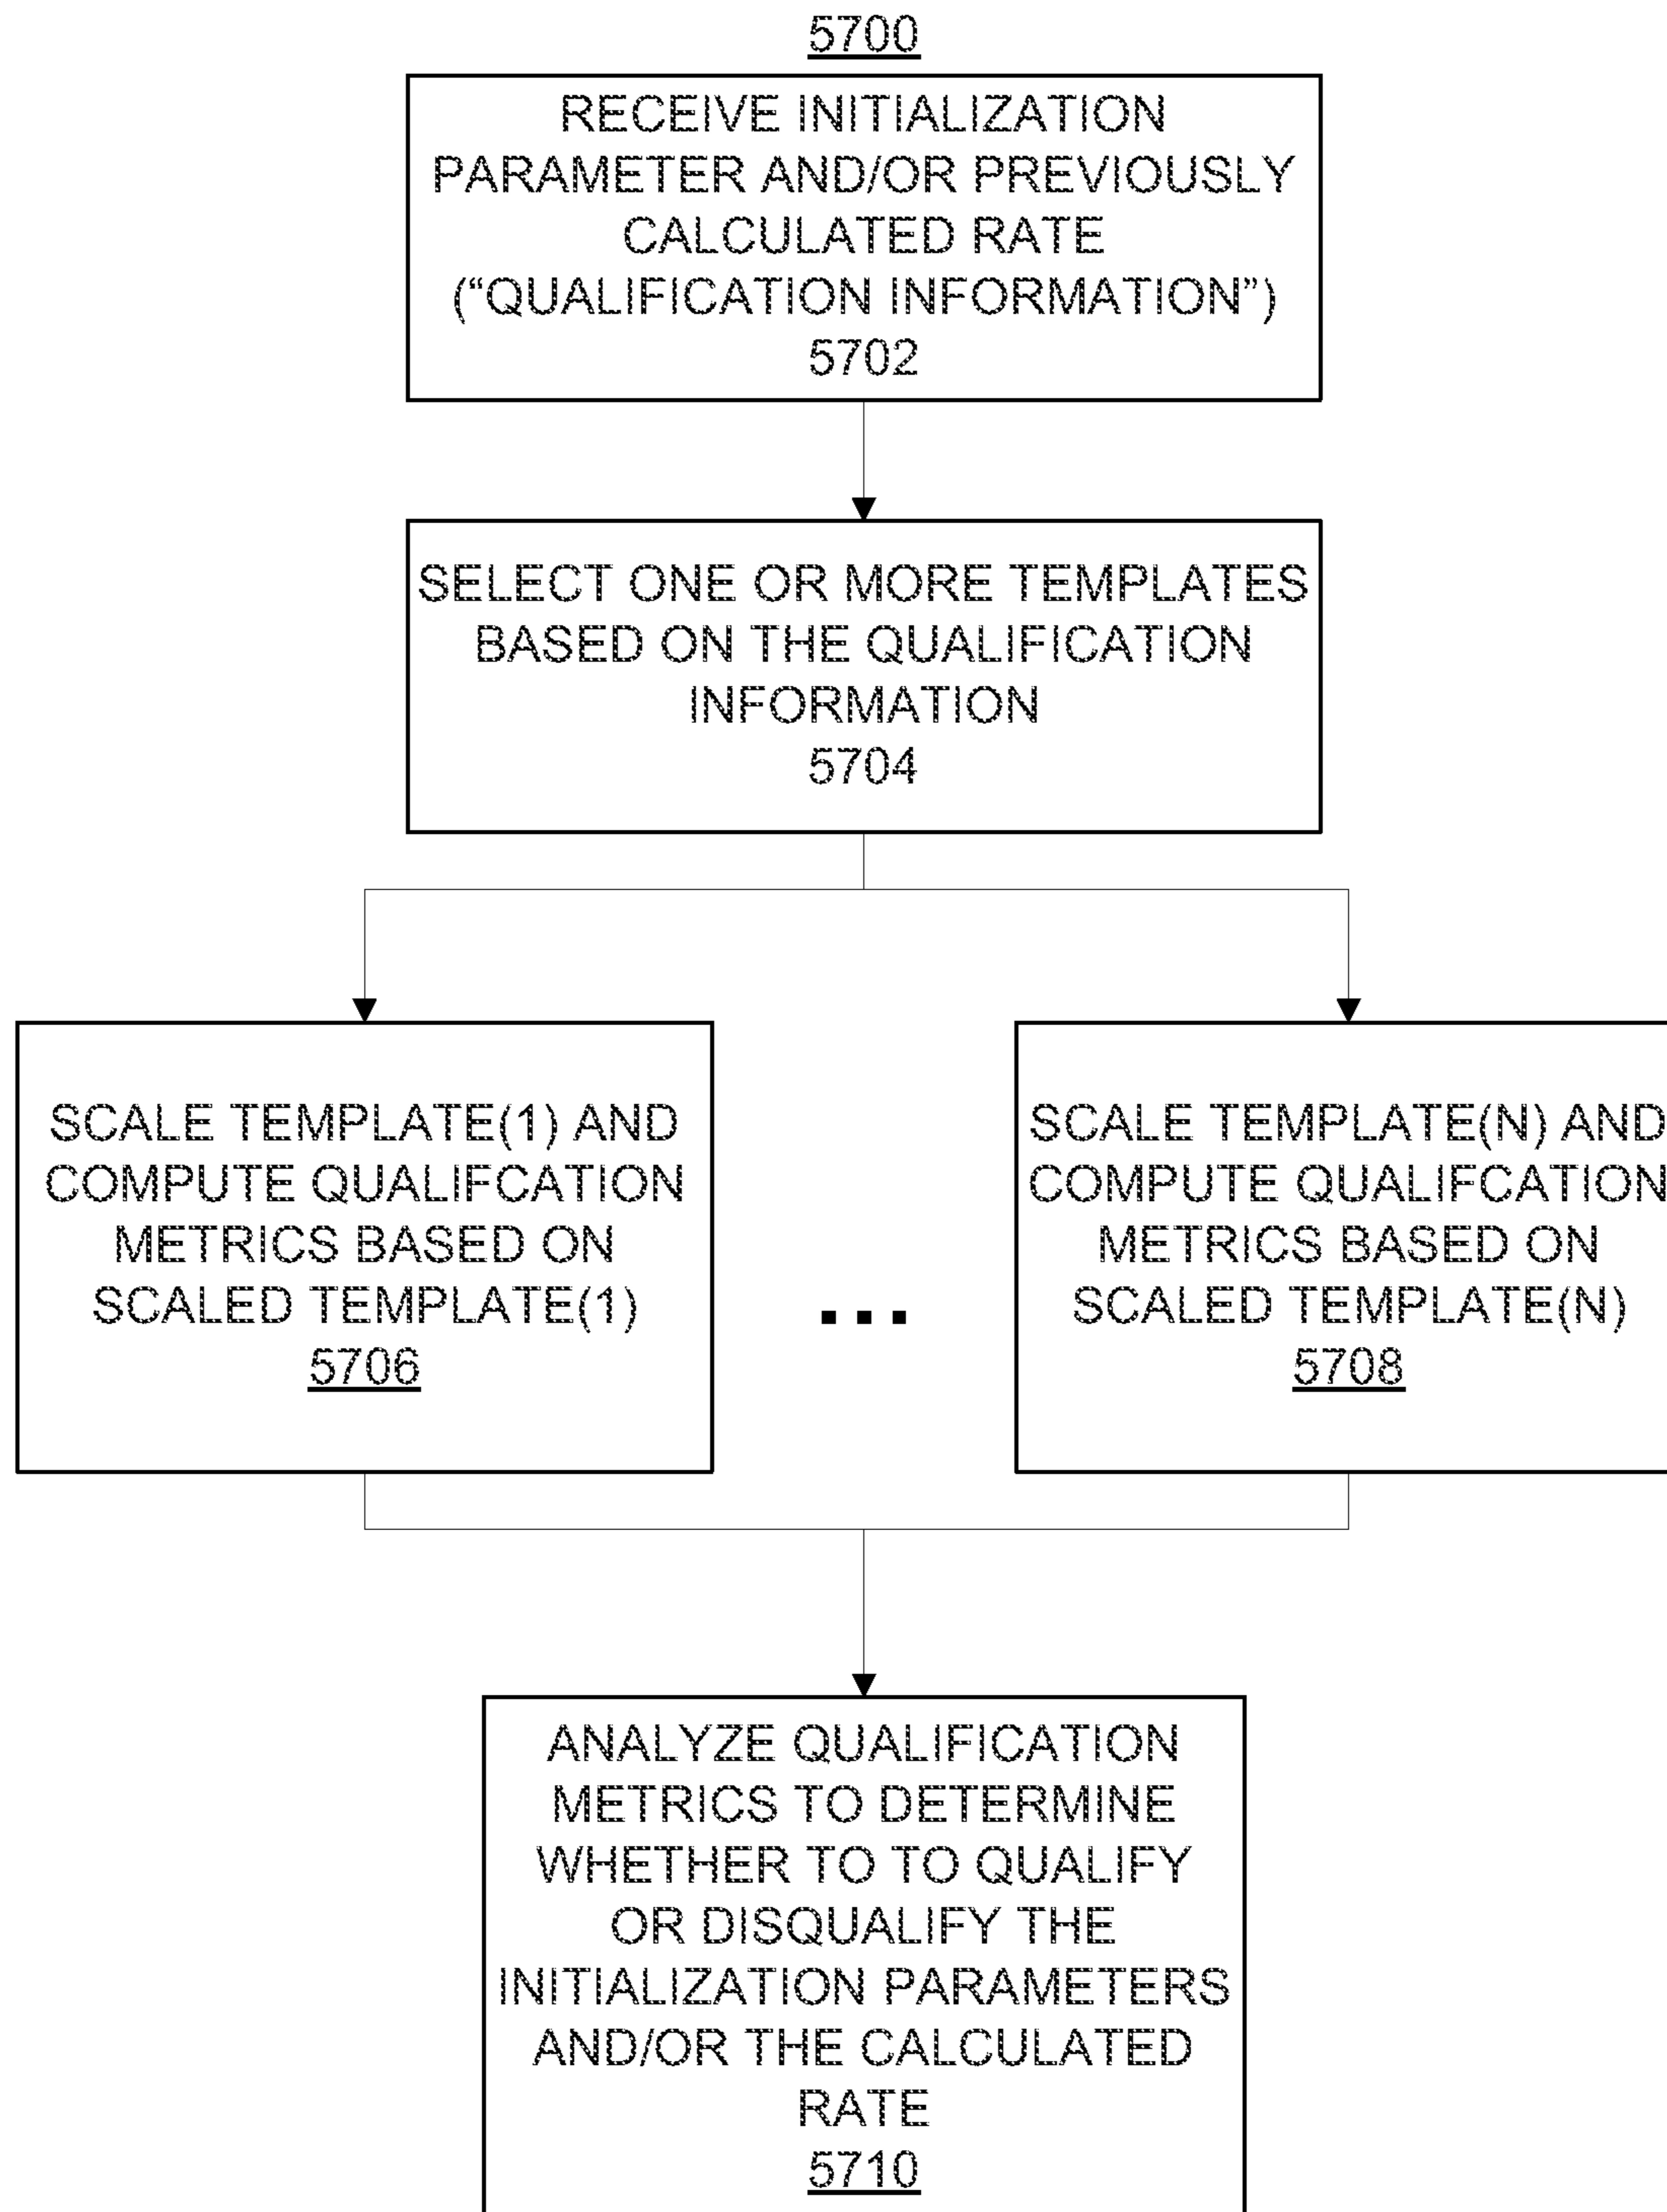 5700
RECEIVE INITIALIZATION
PARAMETER AND/OR PREVIOUSLY
CALCULATED RATE
(“QUALIFICATION INFORMATION”)
5702
SELECT ONE OR MORE TEMPLATES
BASED ON THE QUALIFICATION
INFORMATION
5704
SCALE TEMPLATE(1) AND
COMPUTE QUALIFCATION
METRICS BASED ON
SCALED TEMPLATE(1)
5706
...
SCALE TEMPLATE(N) AND
COMPUTE QUALIFCATION
METRICS BASED ON
SCALED TEMPLATE(N)
5708
ANALYZE QUALIFICATION
METRICS TO DETERMINE
WHETHER TO TO QUALIFY
OR DISQUALIFY THE
INITIALIZATION PARAMETERS
AND/OR THE CALCULATED
RATE
5710